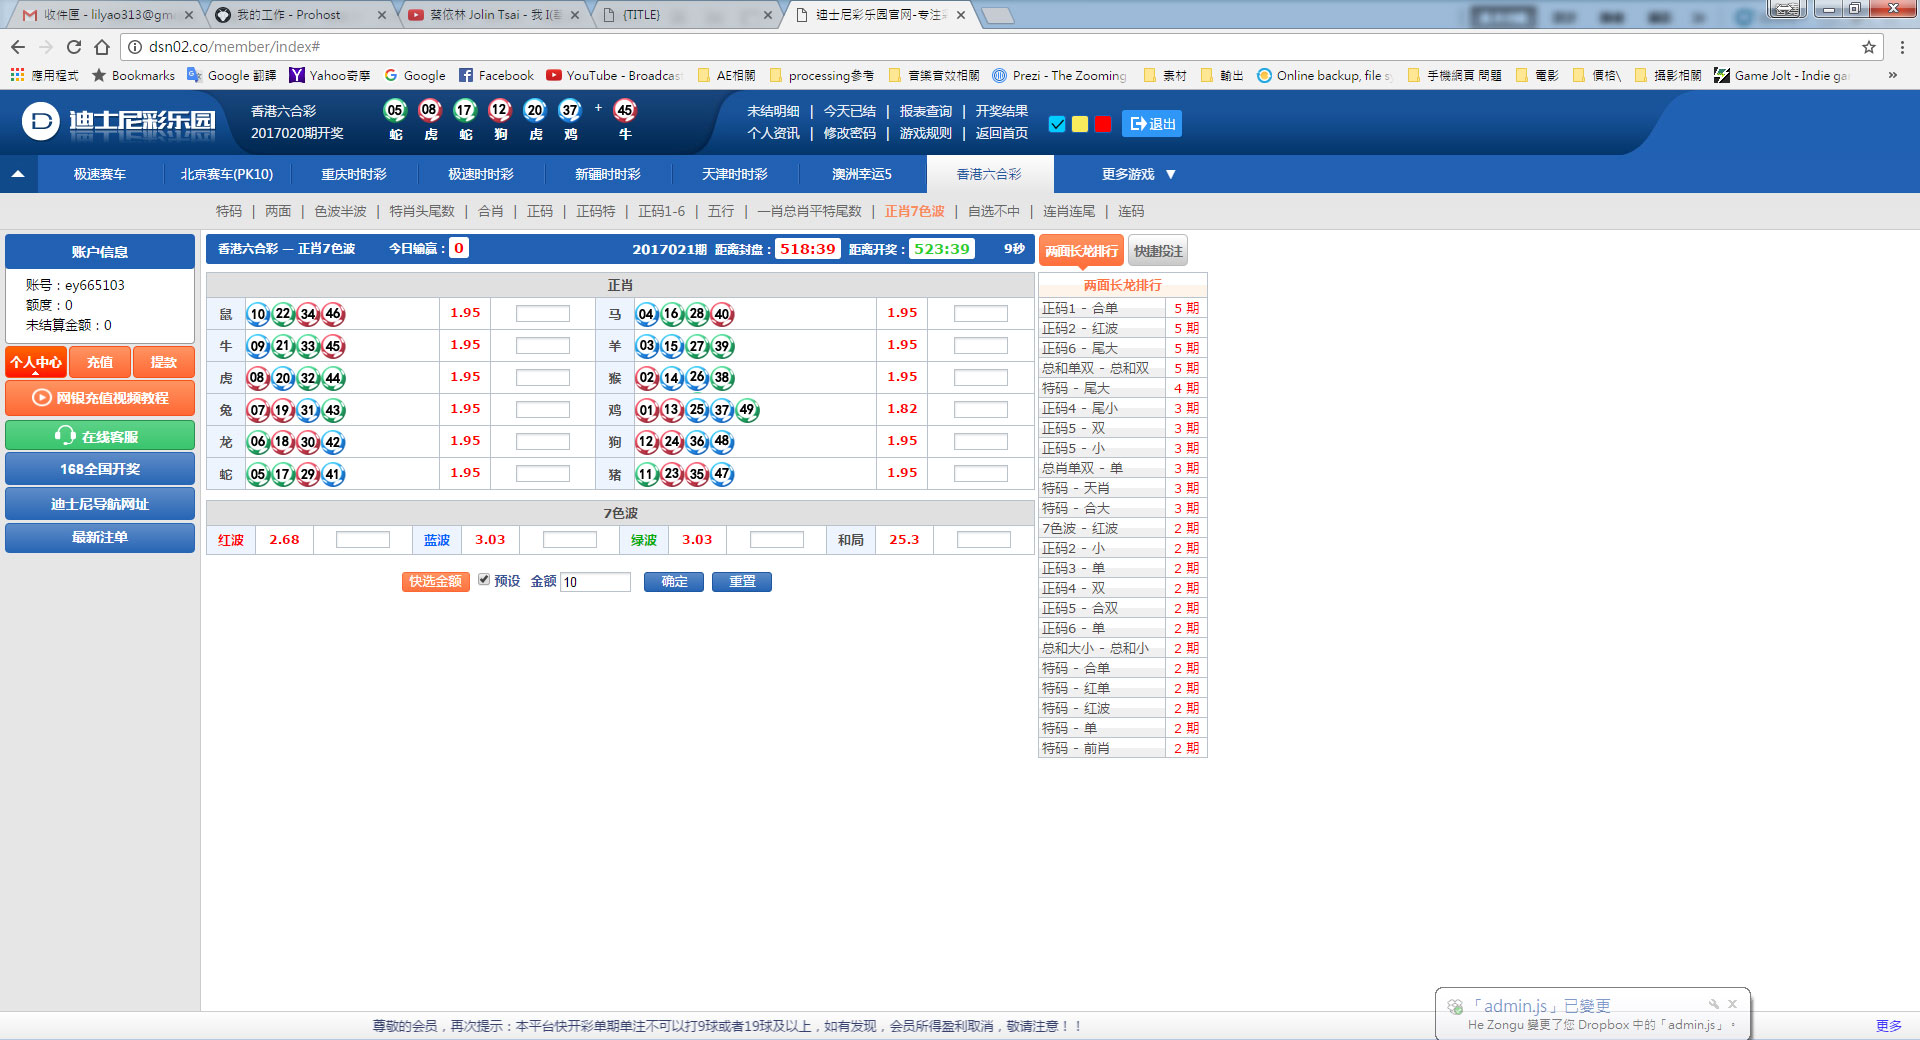 收件匣 - lilyao313@gm
我的工作 - Prohost
蔡依林 Jolin Tsai - 我
{TITLE}
迪士尼彩乐园官网-专注
dsn02.co/member/index#
應用程式 Bookmarks Google 翻譯 Yahoo奇摩 Google Facebook YouTube - Broadcast AE相關 processing參考 音樂音效相關 Prezi - The Zooming 素材 輸出 Online backup, file sy 手機網頁 問題 電影 價格\ 攝影相關 Game Jolt - Indie ga »
迪士尼彩乐园
香港六合彩
2017020期开奖
05 08 17 12 20 37 + 45
蛇 虎 蛇 狗 虎 鸡 牛
未结明细 | 今天已结 | 报表查询 | 开奖结果
个人资讯 | 修改密码 | 游戏规则 | 返回首页
退出
极速赛车 北京赛车(PK10) 重庆时时彩 极速时时彩 新疆时时彩 天津时时彩 澳洲幸运5 香港六合彩 更多游戏 ▼
特码 | 两面 | 色波半波 | 特肖头尾数 | 合肖 | 正码 | 正码特 | 正码1-6 | 五行 | 一肖总肖平特尾数 | 正肖7色波 | 自选不中 | 连肖连尾 | 连码
账户信息
账号：ey665103
额度：0
未结算金额：0
个人中心 充值 提款
网银充值视频教程
在线客服
168全国开奖
迪士尼导航网址
最新注单
香港六合彩 — 正肖7色波 今日输赢：0 2017021期 距离封盘：518:39 距离开奖：523:39 9秒
正肖
鼠 10 22 34 46 1.95 马 04 16 28 40 1.95
牛 09 21 33 45 1.95 羊 03 15 27 39 1.95
虎 08 20 32 44 1.95 猴 02 14 26 38 1.95
兔 07 19 31 43 1.95 鸡 01 13 25 37 49 1.82
龙 06 18 30 42 1.95 狗 12 24 36 48 1.95
蛇 05 17 29 41 1.95 猪 11 23 35 47 1.95
7色波
红波 2.68 蓝波 3.03 绿波 3.03 和局 25.3
快选金额 预设 金额 10 确定 重置
两面长龙排行 快捷投注
两面长龙排行
正码1 - 合单 5 期
正码2 - 红波 5 期
正码6 - 尾大 5 期
总和单双 - 总和双 5 期
特码 - 尾大 4 期
正码4 - 尾小 3 期
正码5 - 双 3 期
正码5 - 小 3 期
总肖单双 - 单 3 期
特码 - 天肖 3 期
特码 - 合大 3 期
7色波 - 红波 2 期
正码2 - 小 2 期
正码3 - 单 2 期
正码4 - 双 2 期
正码5 - 合双 2 期
正码6 - 单 2 期
总和大小 - 总和小 2 期
特码 - 合单 2 期
特码 - 红单 2 期
特码 - 红波 2 期
特码 - 单 2 期
特码 - 前肖 2 期
尊敬的会员，再次提示：本平台快开彩单期单注不可以打9球或者19球及以上，如有发现，会员所得盈利取消，敬请注意！！
「admin.js」已變更
He Zongu 變更了您 Dropbox 中的「admin.js」。
更多